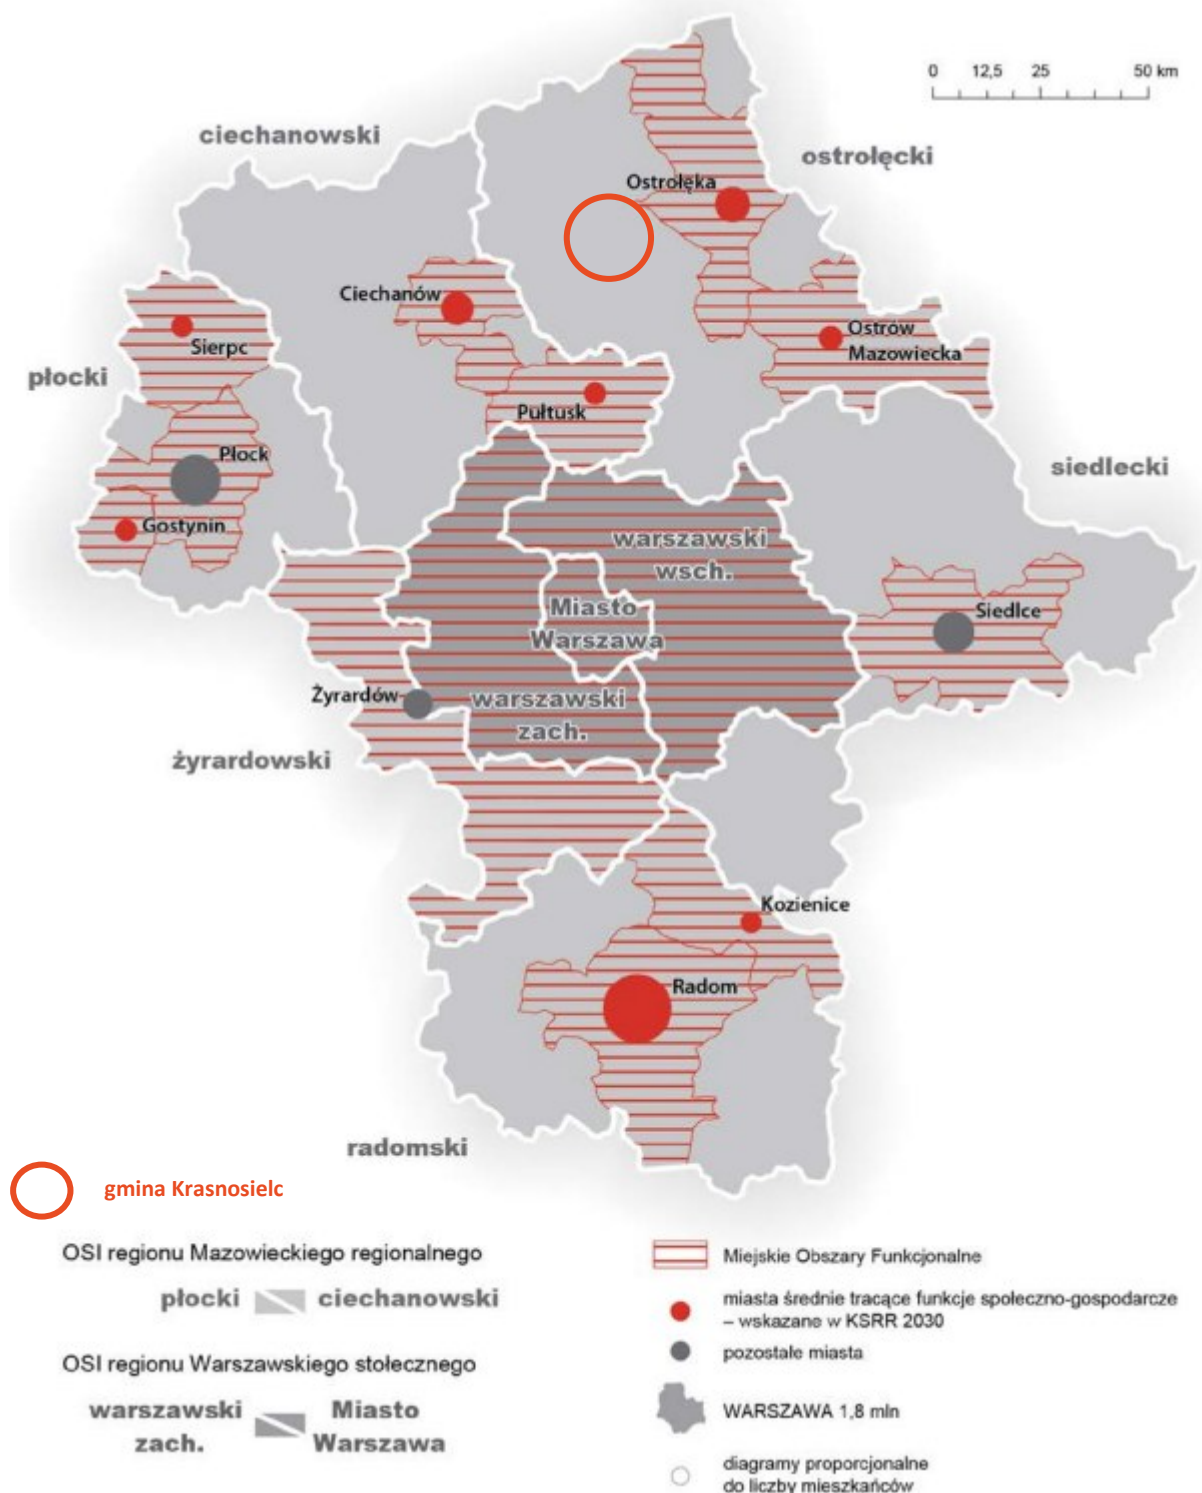 0 12,5 25 50 km
ciechanowski
ostrołęcki
Ostrołęka
Ciechanów
Sierpc
Ostrów
Mazowiecka
płocki
Pułtusk
Płock
siedlecki
Gostynin
warszawski
wsch.
Miasto
Warszawa
Siedlce
Żyrardów
warszawski
zach.
żyrardowski
Kozienice
Radom
radomski
gmina Krasnosielc
OSI regionu Mazowieckiego regionalnego
płocki ciechanowski
OSI regionu Warszawskiego stołecznego
warszawski
zach.
Miasto
Warszawa
Miejskie Obszary Funkcjonalne
miasta średnie tracące funkcje społeczno-gospodarcze
– wskazane w KSRR 2030
pozostałe miasta
WARSZAWA 1,8 mln
diagramy proporcjonalne
do liczby mieszkańców